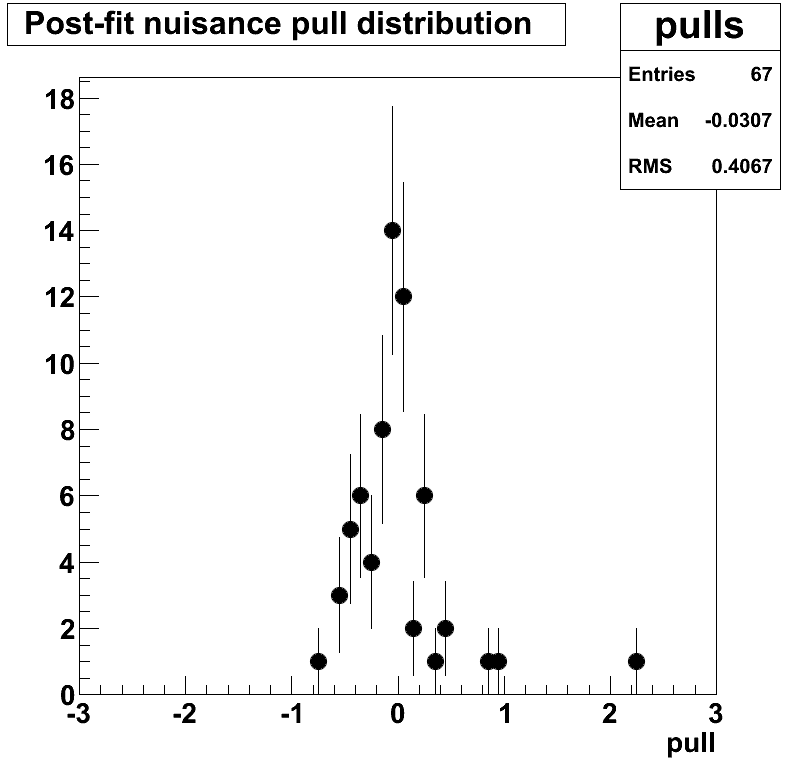 Post-fit nuisance pull distribution
pulls
Entries 67
Mean -0.0307
RMS 0.4067
18
16
14
12
10
8
6
4
2
0
-3 -2 -1 0 1 2 3
pull